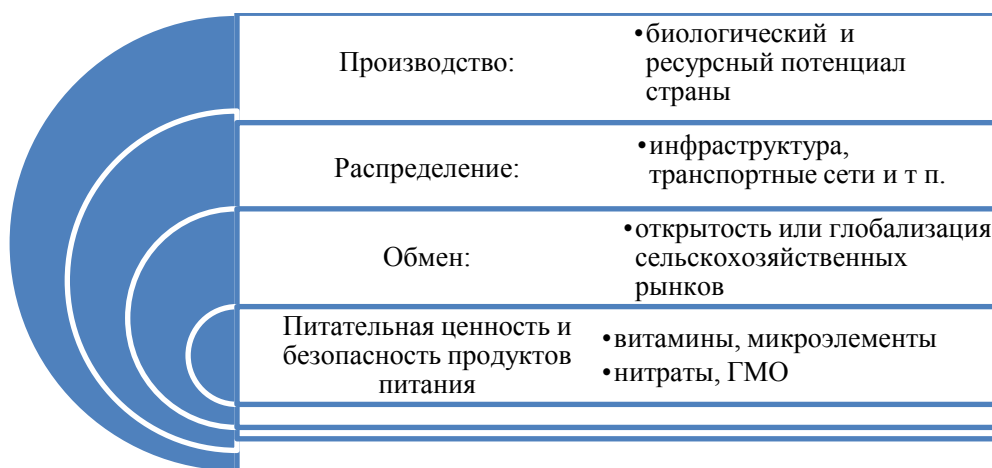 Производство:
•биологический и
ресурсный потенциал
страны
Распределение:
•инфраструктура,
транспортные сети и т п.
Обмен:
•открытость или глобализация
сельскохозяйственных
рынков
Питательная ценность и
безопасность продуктов
питания
•витамины, микроэлементы
•нитраты, ГМО